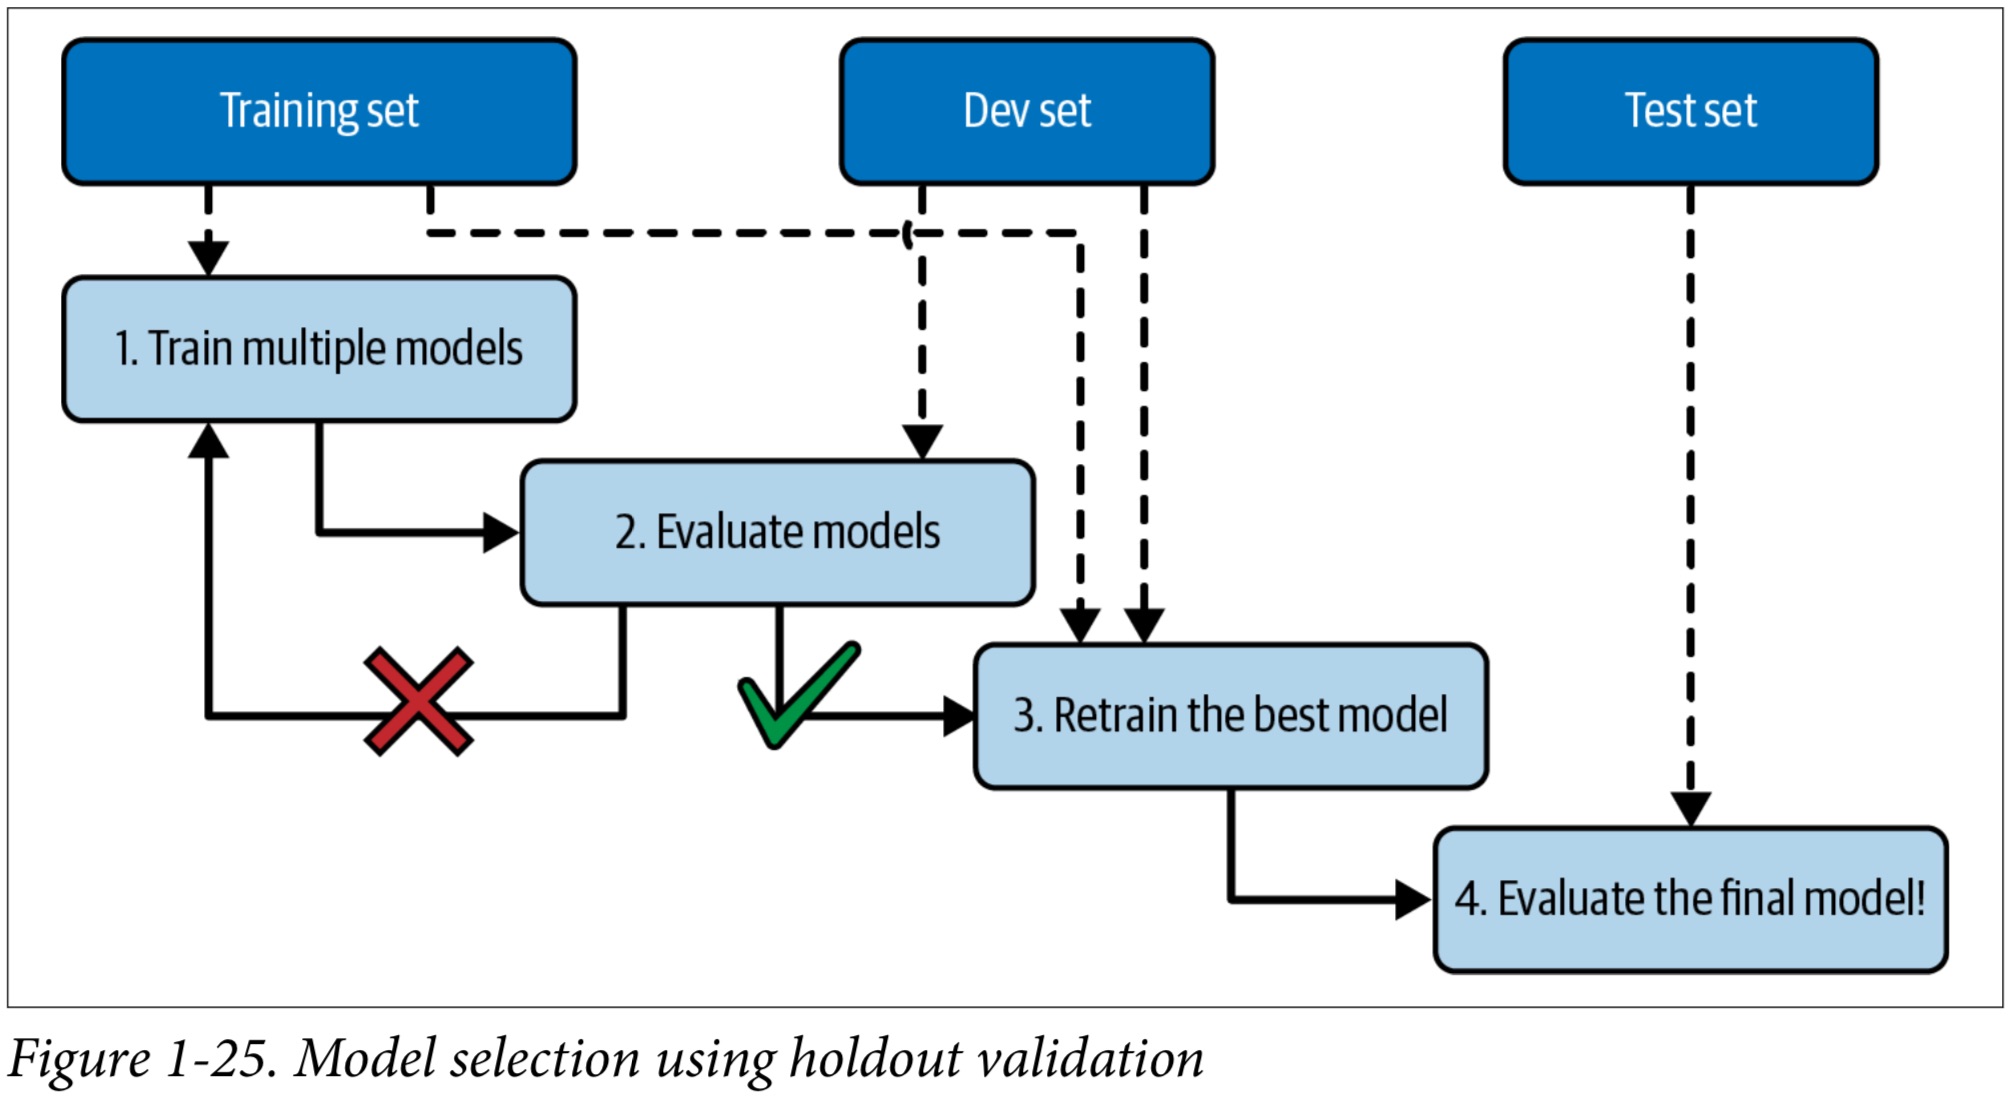 Training set
Dev set
Test set
1. Train multiple models
2. Evaluate models
3. Retrain the best model
4. Evaluate the final model!
Figure 1-25. Model selection using holdout validation